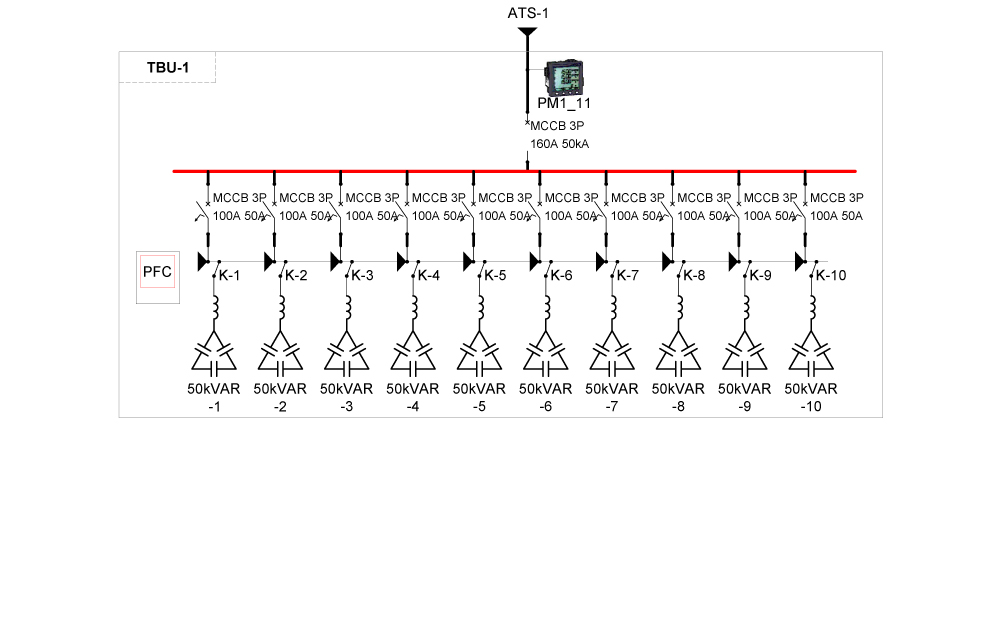 ATS-1
TBU-1
PM1_11
MCCB 3P
160A 50kA
MCCB 3P MCCB 3P MCCB 3P MCCB 3P MCCB 3P MCCB 3P MCCB 3P MCCB 3P MCCB 3P MCCB 3P
100A 50A 100A 50A 100A 50A 100A 50A 100A 50A 100A 50A 100A 50A 100A 50A 100A 50A 100A 50A
PFC K-1 K-2 K-3 K-4 K-5 K-6 K-7 K-8 K-9 K-10
50kVAR 50kVAR 50kVAR 50kVAR 50kVAR 50kVAR 50kVAR 50kVAR 50kVAR 50kVAR
-1 -2 -3 -4 -5 -6 -7 -8 -9 -10